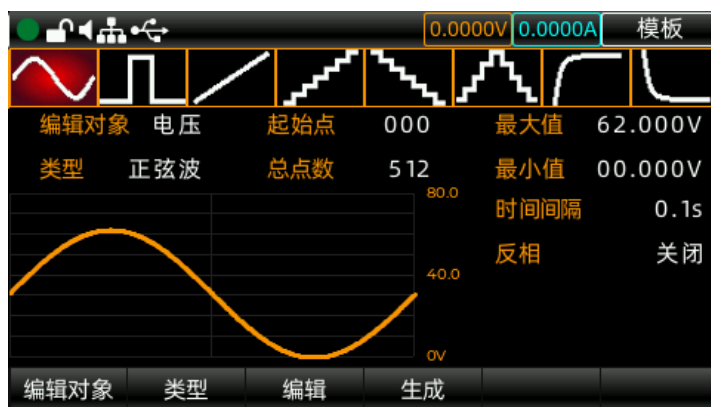 0.0000V 0.0000A 模板
编辑对象 电压 起始点 000 最大值 62.000V
类型 正弦波 总点数 512 最小值 00.000V
80.0
时间间隔 0.1s
反相 关闭
40.0
0V
编辑对象 类型 编辑 生成